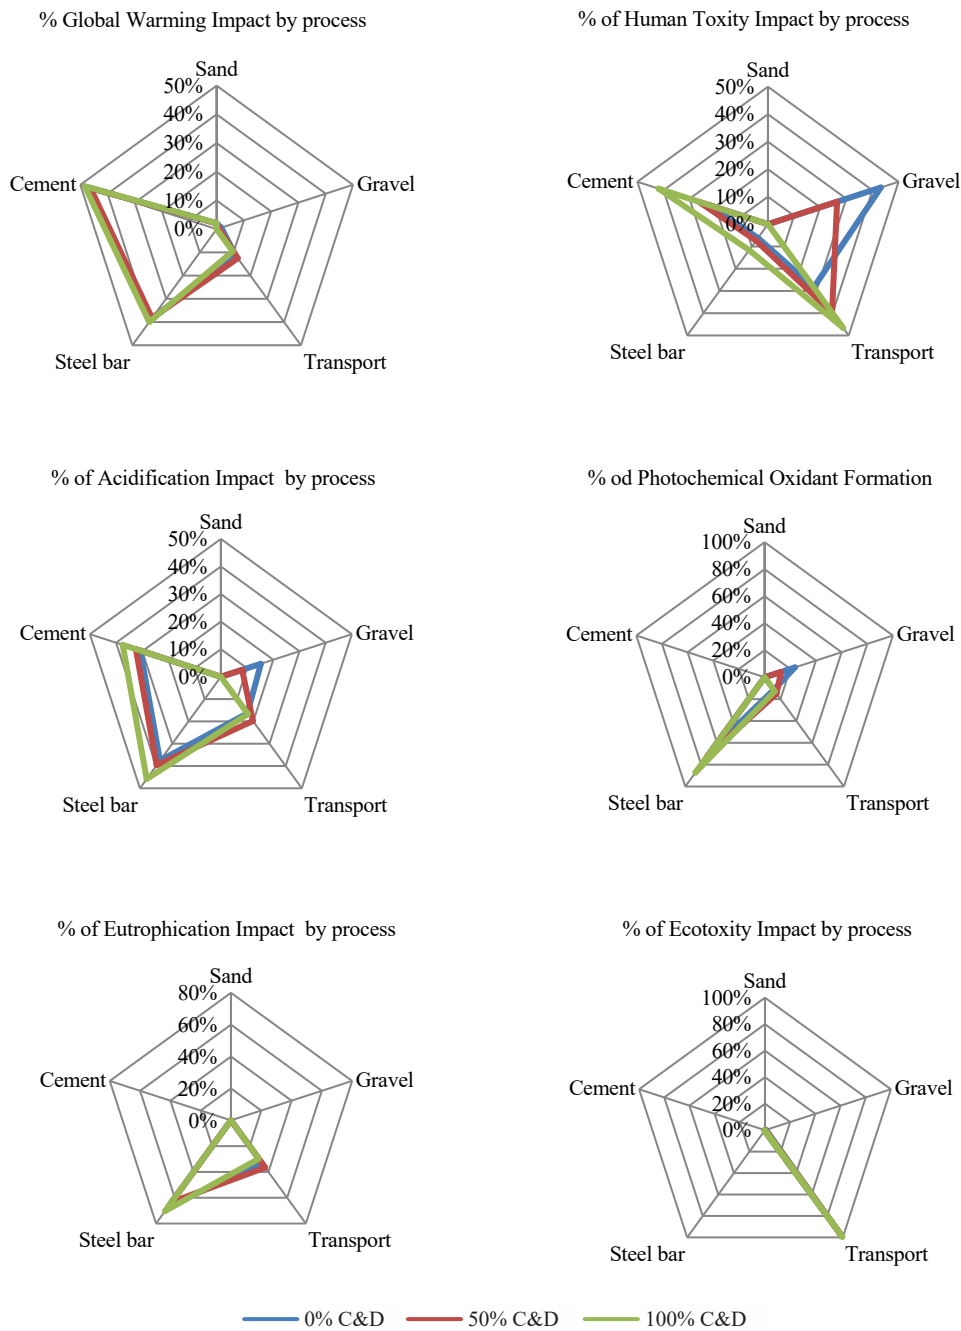 % Global Warming Impact by process
Sand
50%
40%
30%
20%
10%
0%
Cement
Gravel
Steel bar
Transport
% of Human Toxity Impact by process
Sand
50%
40%
30%
20%
10%
0%
Cement
Gravel
Steel bar
Transport
% of Acidification Impact by process
Sand
50%
40%
30%
20%
10%
0%
Cement
Gravel
Steel bar
Transport
% od Photochemical Oxidant Formation
Sand
100%
80%
60%
40%
20%
0%
Cement
Gravel
Steel bar
Transport
% of Eutrophication Impact by process
Sand
80%
60%
40%
20%
0%
Cement
Gravel
Steel bar
Transport
% of Ecotoxity Impact by process
Sand
100%
80%
60%
40%
20%
0%
Cement
Gravel
Steel bar
Transport
0% C&D 50% C&D 100% C&D